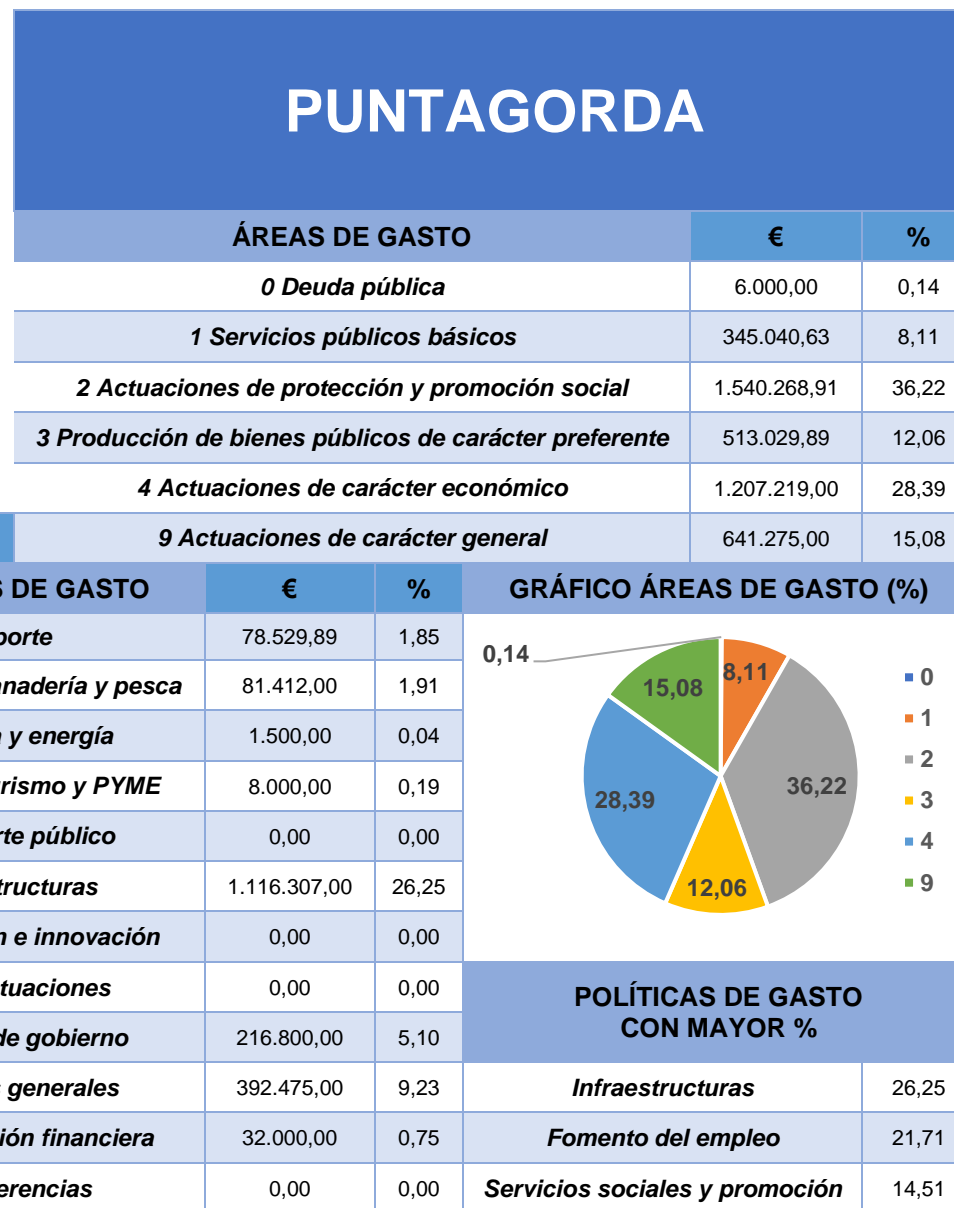 PUNTAGORDA
ÁREAS DE GASTO € %
0 Deuda pública 6.000,00 0,14
1 Servicios públicos básicos 345.040,63 8,11
2 Actuaciones de protección y promoción social 1.540.268,91 36,22
3 Producción de bienes públicos de carácter preferente 513.029,89 12,06
4 Actuaciones de carácter económico 1.207.219,00 28,39
9 Actuaciones de carácter general 641.275,00 15,08
DE GASTO € %
porte 78.529,89 1,85
anadería y pesca 81.412,00 1,91
y energía 1.500,00 0,04
rismo y PYME 8.000,00 0,19
rte público 0,00 0,00
tructuras 1.116.307,00 26,25
n e innovación 0,00 0,00
tuaciones 0,00 0,00
de gobierno 216.800,00 5,10
s generales 392.475,00 9,23
ión financiera 32.000,00 0,75
erencias 0,00 0,00
GRÁFICO ÁREAS DE GASTO (%)
0,14
8,11
15,08
36,22
28,39
12,06
0
1
2
3
4
9
POLÍTICAS DE GASTO
CON MAYOR %
Infraestructuras 26,25
Fomento del empleo 21,71
Servicios sociales y promoción 14,51